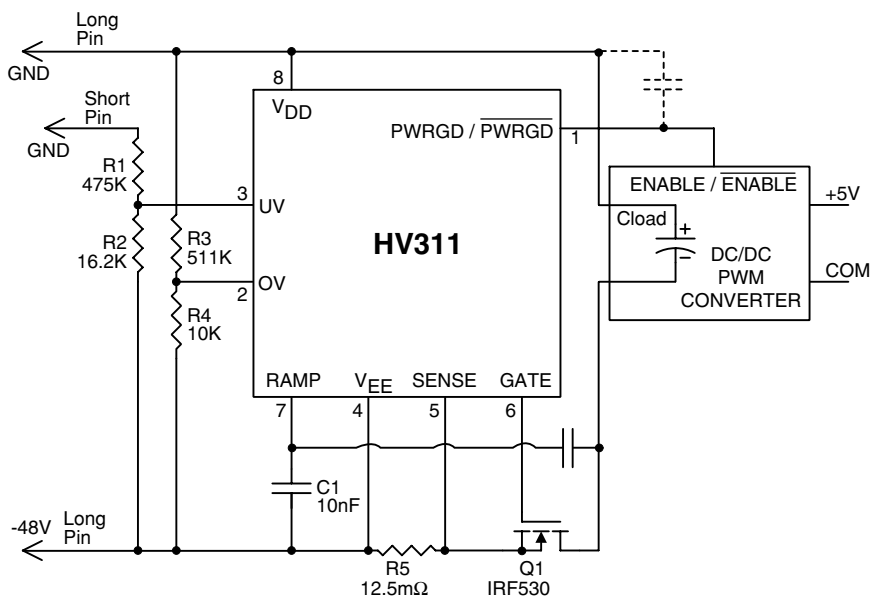 Long
Pin
GND
Short
Pin
GND
R1
475K
R2
16.2K
R3
511K
R4
10K
8
VDD
PWRGD / PWRGD
1
3
UV
HV311
2
OV
ENABLE / ENABLE
+5V
Cload
+
−
DC/DC
PWM
CONVERTER
COM
RAMP
VEE
SENSE
GATE
7
4
5
6
C1
10nF
-48V
Long
Pin
R5
12.5mΩ
Q1
IRF530